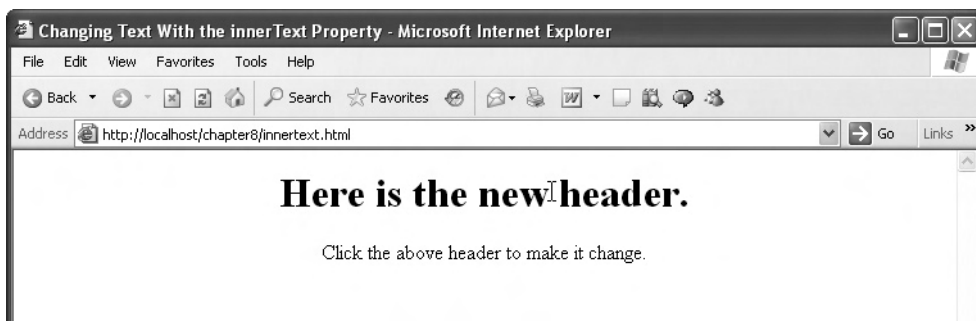 Changing Text With the innerText Property - Microsoft Internet Explorer
File Edit View Favorites Tools Help
Back Search Favorites W
Address http://localhost/chapter8/innertext.html Go Links »
Here is the new header.
Click the above header to make it change.